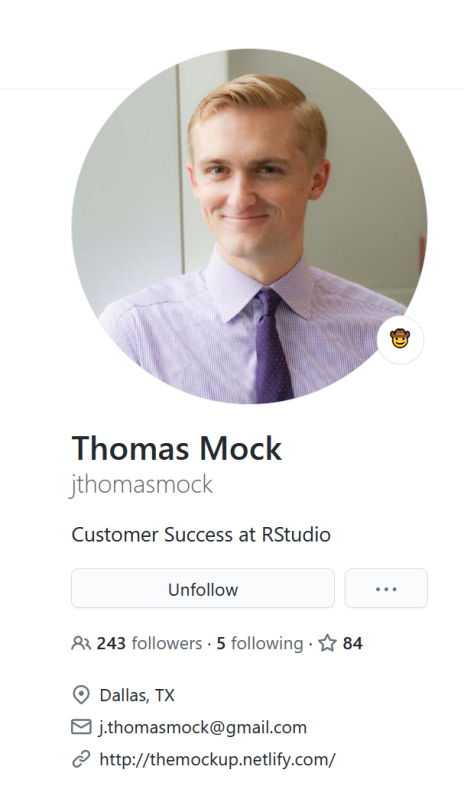 Thomas Mock
jthomasmock
Customer Success at RStudio
Unfollow
243 followers · 5 following · 84
Dallas, TX
j.thomasmock@gmail.com
http://themockup.netlify.com/